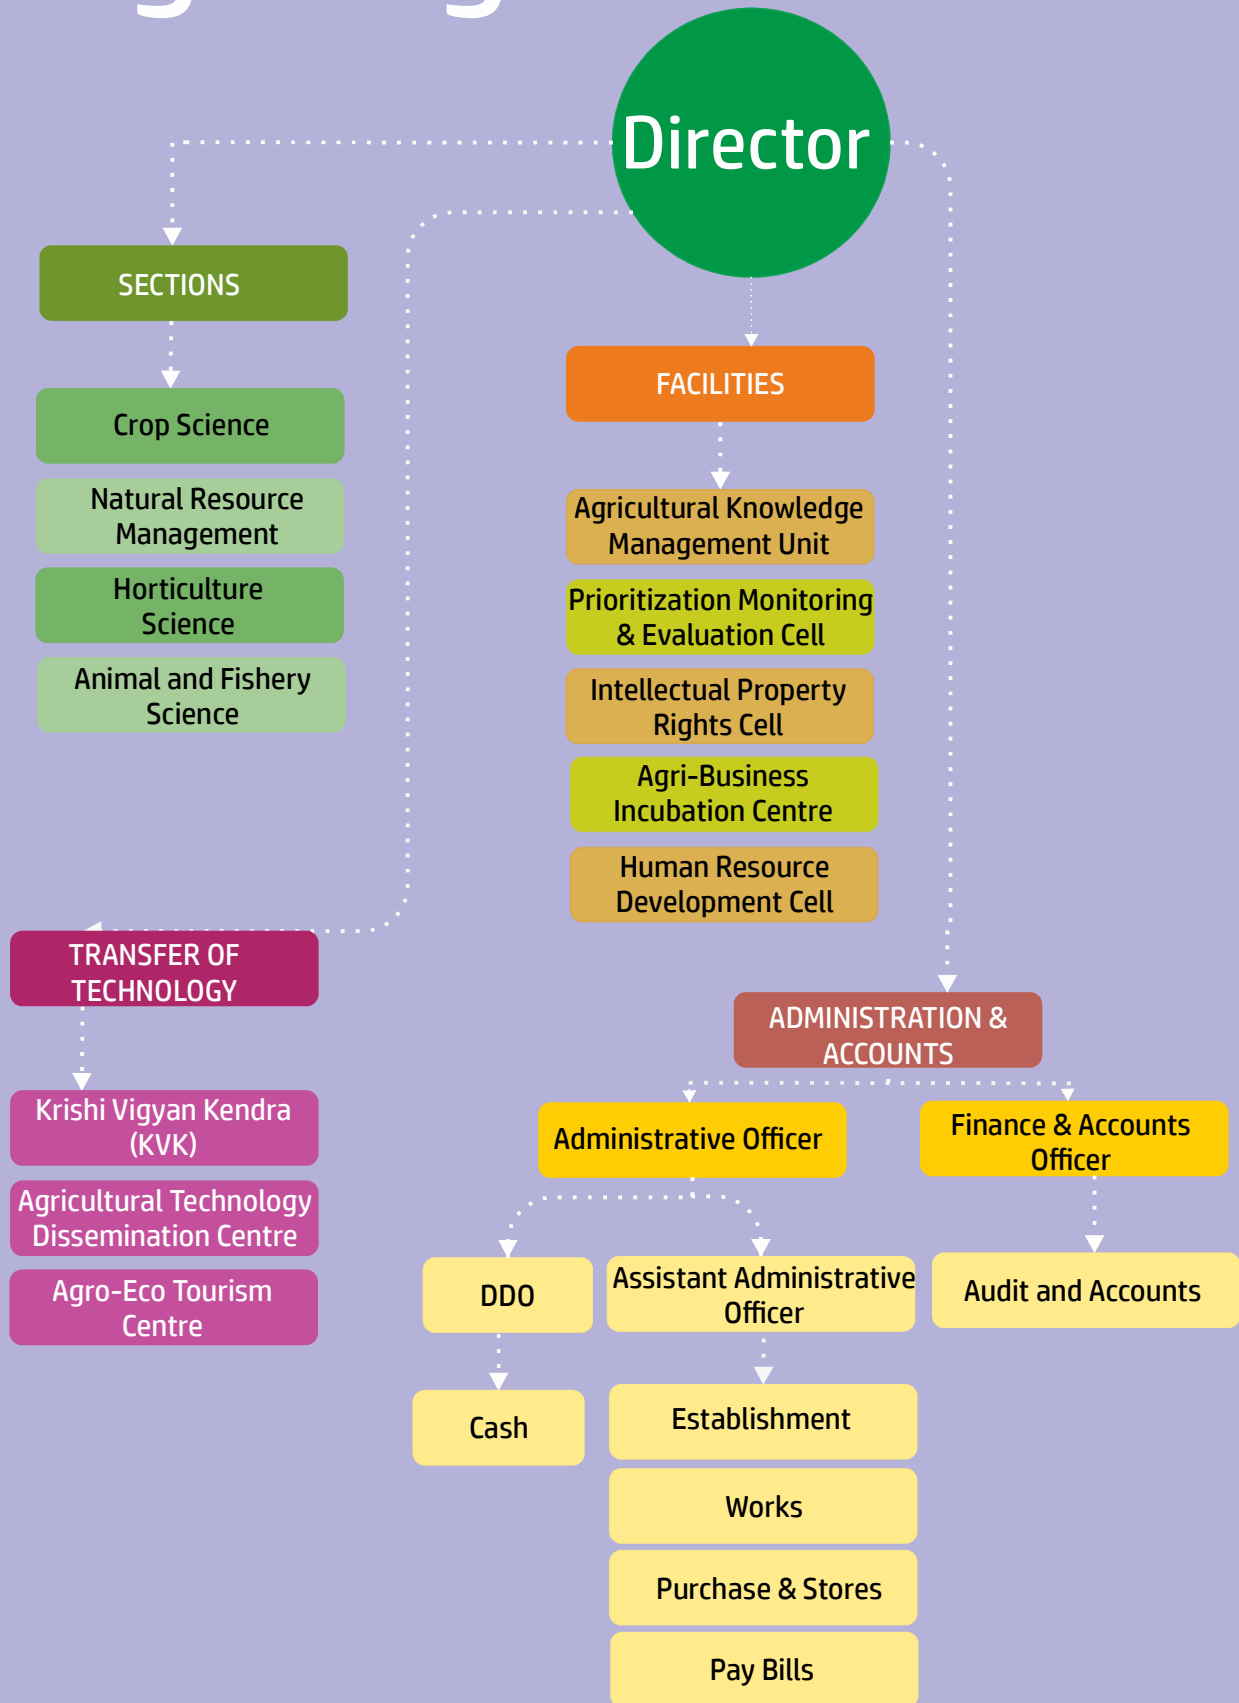 Director
SECTIONS
Crop Science
Natural Resource
Management
Horticulture
Science
Animal and Fishery
Science
FACILITIES
Agricultural Knowledge
Management Unit
Prioritization Monitoring
& Evaluation Cell
Intellectual Property
Rights Cell
Agri-Business
Incubation Centre
Human Resource
Development Cell
TRANSFER OF
TECHNOLOGY
Krishi Vigyan Kendra
(KVK)
Agricultural Technology
Dissemination Centre
Agro-Eco Tourism
Centre
ADMINISTRATION &
ACCOUNTS
Administrative Officer
Finance & Accounts
Officer
DDO
Assistant Administrative
Officer
Audit and Accounts
Cash
Establishment
Works
Purchase & Stores
Pay Bills